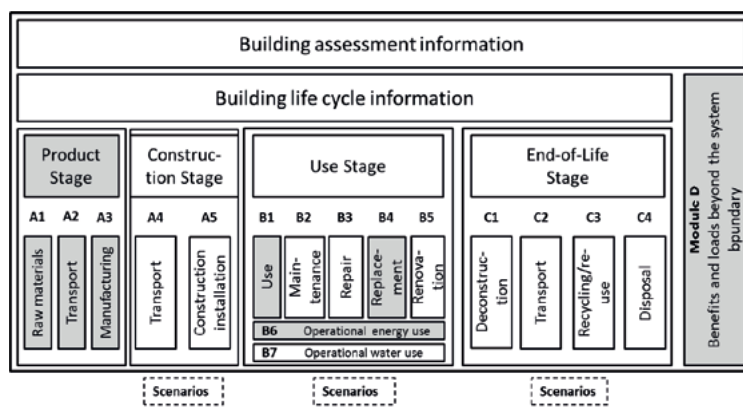 Building assessment information
Building life cycle information
Product
Stage
Construc-
tion Stage
Use Stage
End-of-Life
Stage
A1
A2
A3
A4
A5
B1
B2
B3
B4
B5
C1
C2
C3
C4
Raw materials
Transport
Manufacturing
Transport
Construction
installation
Use
Main-
tenance
Repair
Replace-
ment
Renova-
tion
Deconstruc-
tion
Transport
Recycling/re-
use
Disposal
B6 Operational energy use
B7 Operational water use
Module D
Benefits and loads beyond the system
bpundary
Scenarios
Scenarios
Scenarios